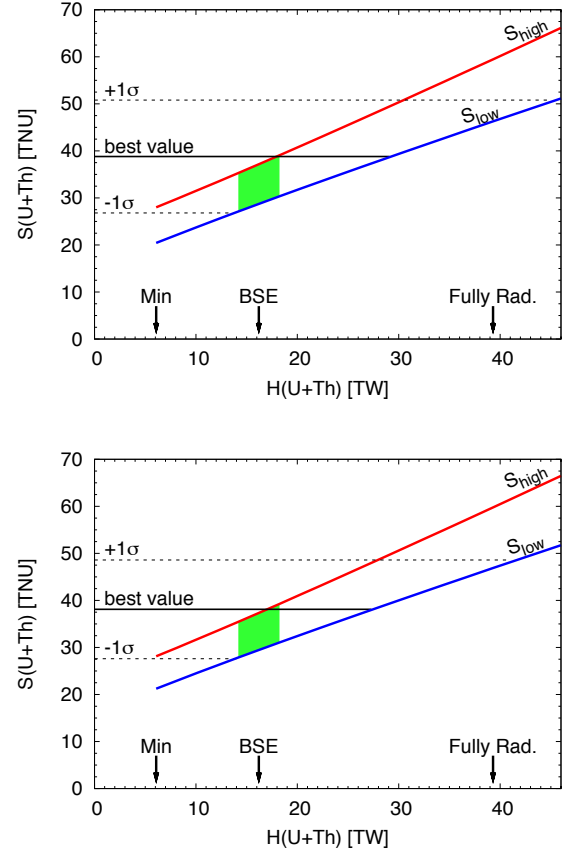 70
60
50
40
30
20
10
0
S(U+Th) [TNU]
S_high
S_low
+1σ
best value
-1σ
Min BSE Fully Rad.
0 10 20 30 40
H(U+Th) [TW]
70
60
50
40
30
20
10
0
S(U+Th) [TNU]
S_high
S_low
+1σ
best value
-1σ
Min BSE Fully Rad.
0 10 20 30 40
H(U+Th) [TW]